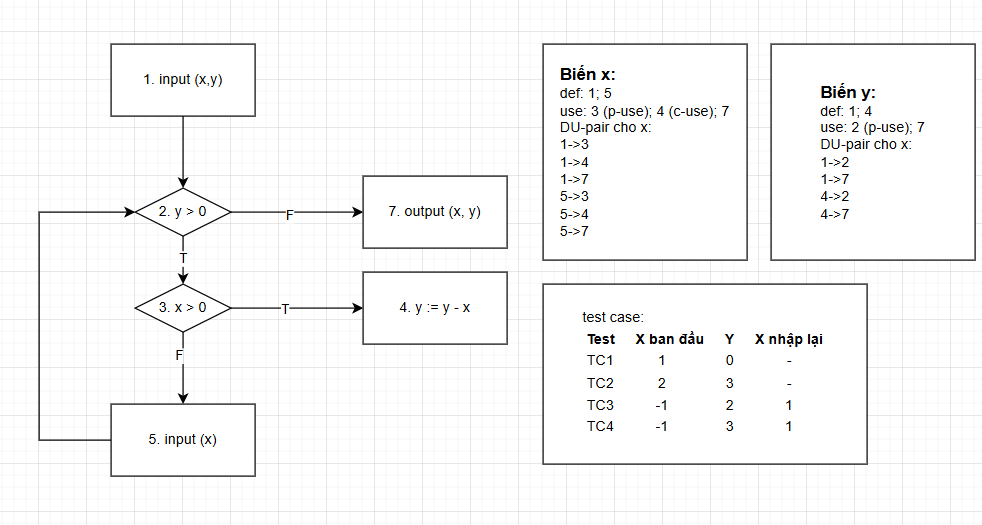 1. input (x,y)
2. y > 0
F
7. output (x, y)
T
3. x > 0
T
4. y := y - x
F
5. input (x)
Biến x:
def: 1; 5
use: 3 (p-use); 4 (c-use); 7
DU-pair cho x:
1->3
1->4
1->7
5->3
5->4
5->7
Biến y:
def: 1; 4
use: 2 (p-use); 7
DU-pair cho x:
1->2
1->7
4->2
4->7
test case:
Test X ban đầu Y X nhập lại
TC1 1 0 -
TC2 2 3 -
TC3 -1 2 1
TC4 -1 3 1